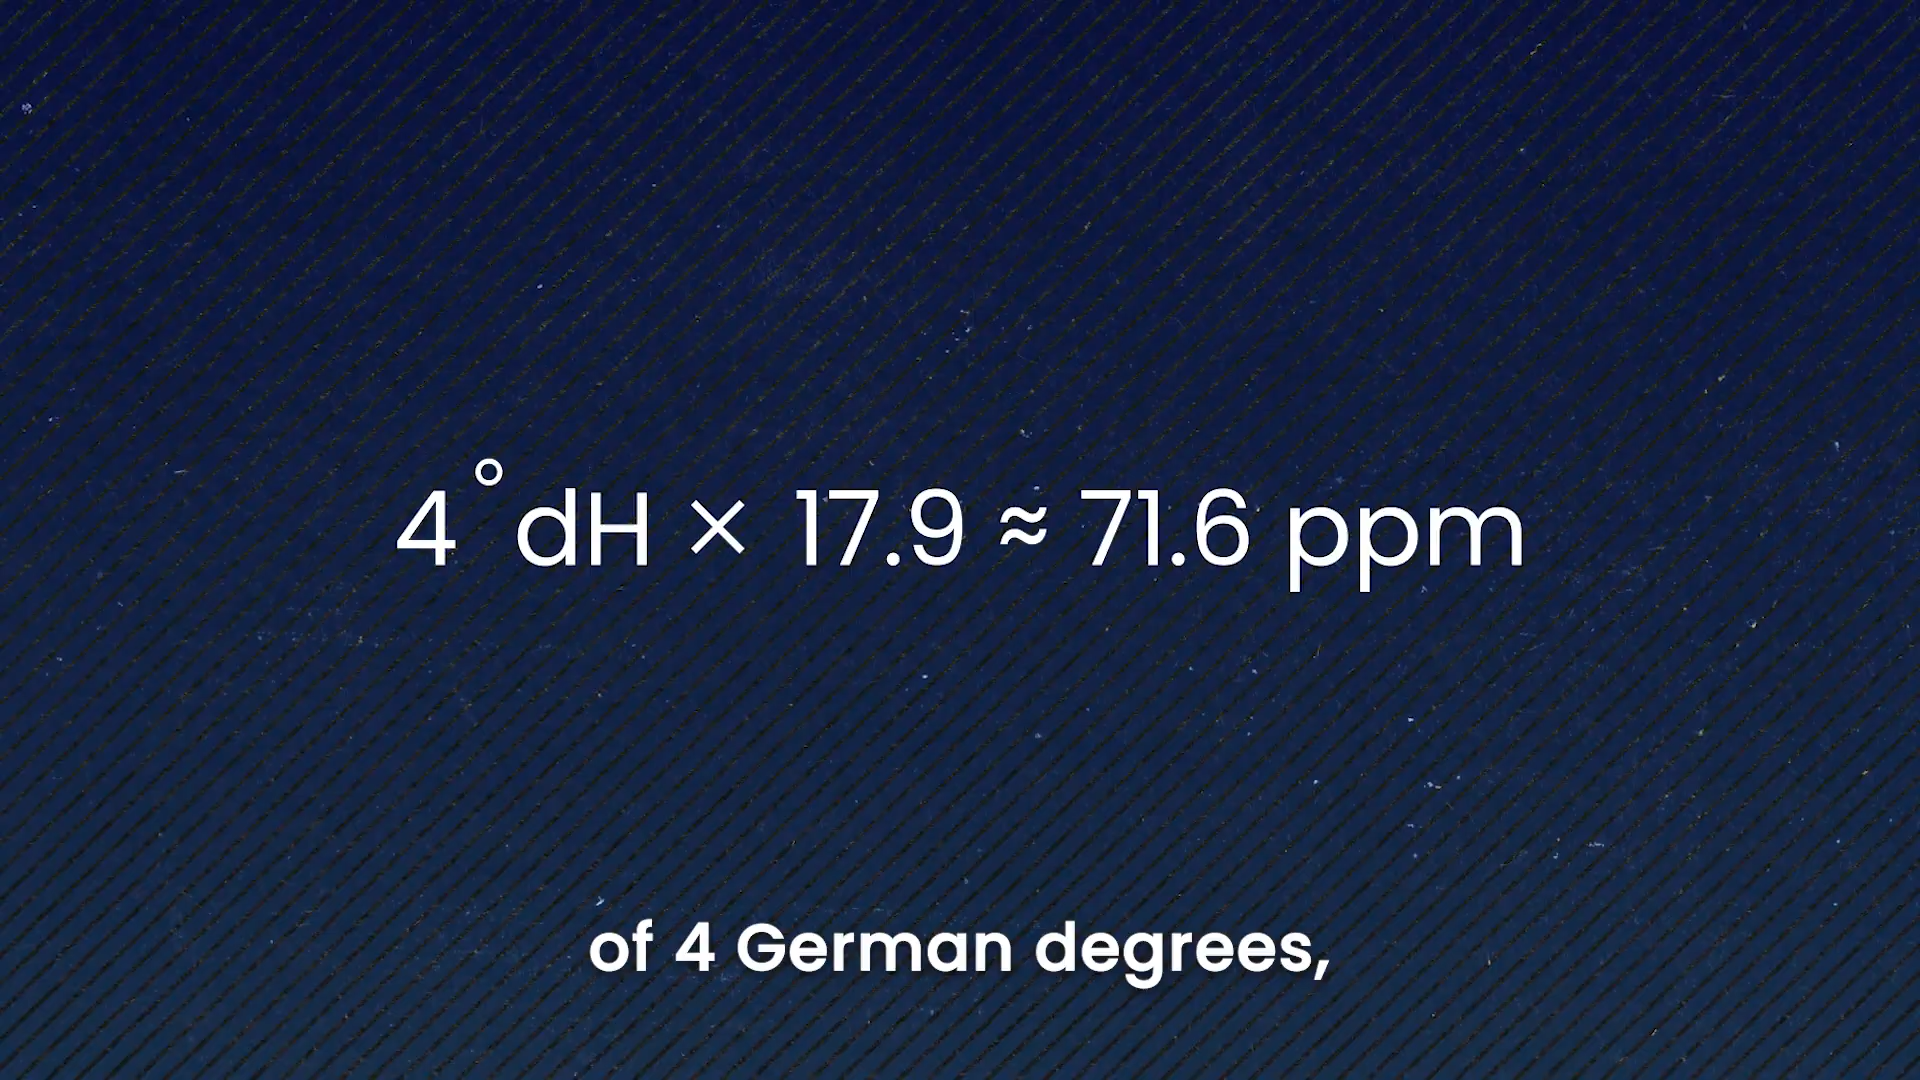 4° dH × 17.9 ≈ 71.6 ppm
of 4 German degrees,